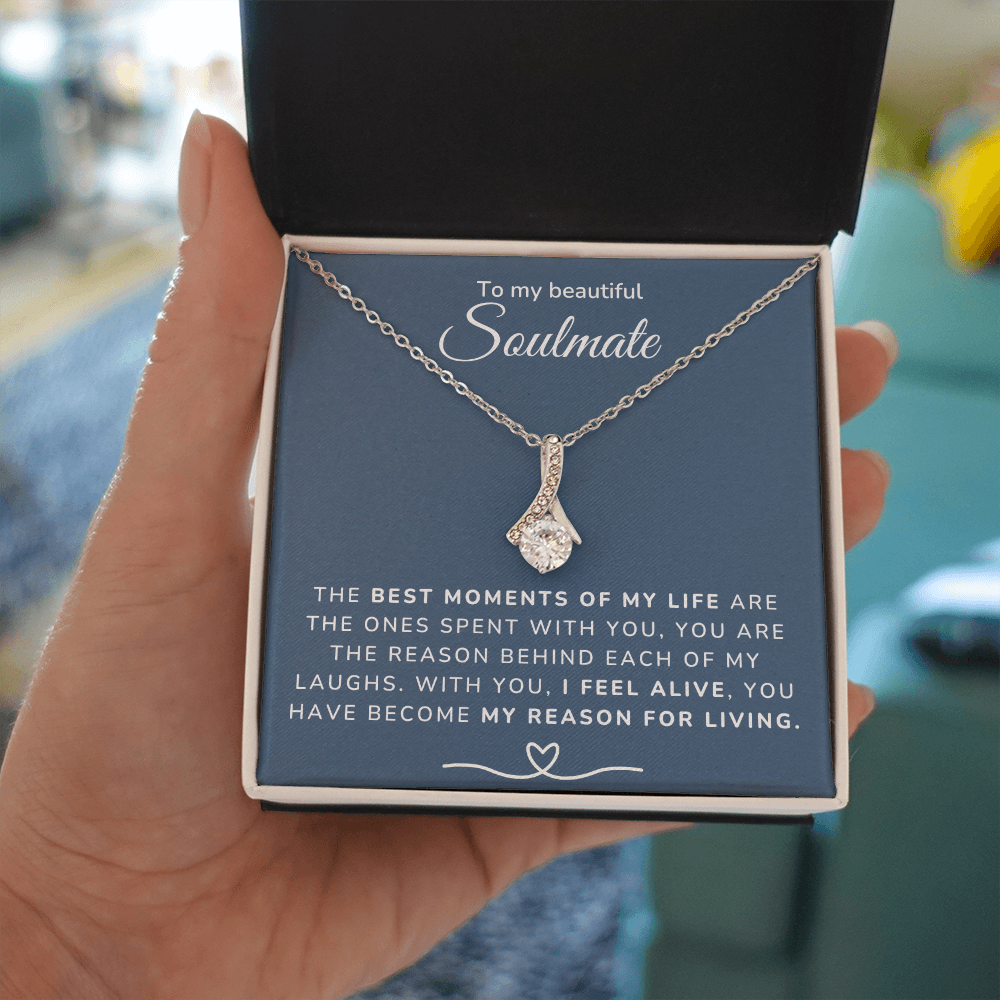 To my beautiful
Soulmate
THE BEST MOMENTS OF MY LIFE ARE
THE ONES SPENT WITH YOU, YOU ARE
THE REASON BEHIND EACH OF MY
LAUGHS. WITH YOU, I FEEL ALIVE, YOU
HAVE BECOME MY REASON FOR LIVING.